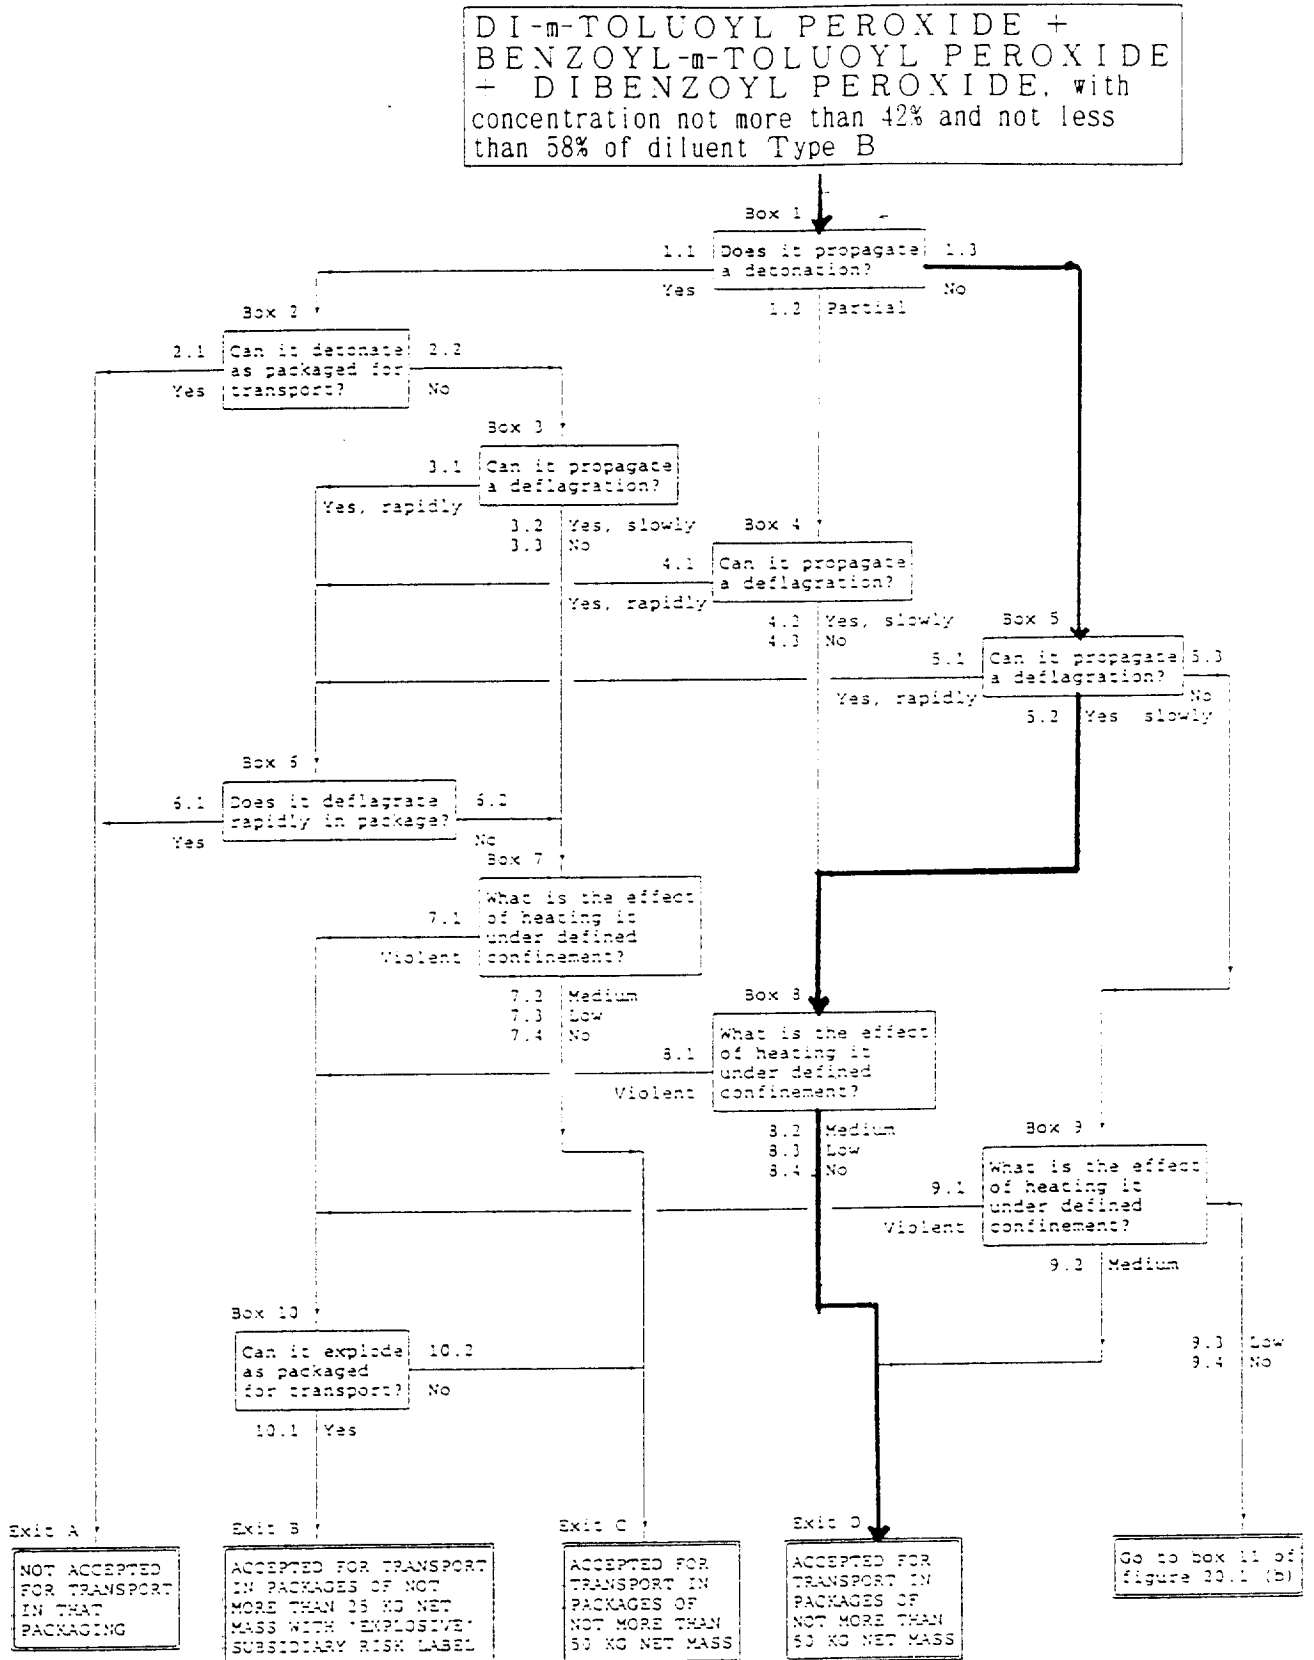 DI-m-TOLUOYL PEROXIDE +
BENZOYL-m-TOLUOYL PEROXIDE
+ DIBENZOYL PEROXIDE, with
concentration not more than 42% and not less
than 58% of diluent Type B
Box 1
1.1
Does it propagate
a detonation?
1.3
Yes
No
1.2 Partial
Box 2
2.1
Can it detonate
as packaged for
transport?
2.2
Yes
No
Box 3
3.1
Can it propagate
a deflagration?
Yes, rapidly
3.2 Yes, slowly
3.3 No
Box 4
4.1
Can it propagate
a deflagration?
Yes, rapidly
4.2 Yes, slowly
4.3 No
Box 5
5.1
Can it propagate
a deflagration?
5.3
Yes, rapidly
No
5.2 Yes slowly
Box 6
6.1
Does it deflagrate
rapidly in package?
6.2
Yes
No
Box 7
7.1
What is the effect
of heating it
under defined
confinement?
Violent
7.2 Medium
7.3 Low
7.4 No
Box 8
8.1
What is the effect
of heating it
under defined
confinement?
Violent
8.2 Medium
8.3 Low
8.4 No
Box 9
9.1
What is the effect
of heating it
under defined
confinement?
Violent
9.2 Medium
9.3 Low
9.4 No
Box 10
Can it explode
as packaged
for transport?
10.2
No
10.1 Yes
Exit A
NOT ACCEPTED
FOR TRANSPORT
IN THAT
PACKAGING
Exit B
ACCEPTED FOR TRANSPORT
IN PACKAGES OF NOT
MORE THAN 25 KG NET
MASS WITH "EXPLOSIVE"
SUBSIDIARY RISK LABEL
Exit C
ACCEPTED FOR
TRANSPORT IN
PACKAGES OF
NOT MORE THAN
50 KG NET MASS
Exit D
ACCEPTED FOR
TRANSPORT IN
PACKAGES OF
NOT MORE THAN
50 KG NET MASS
Go to box 11 of
figure 20.1 (b)